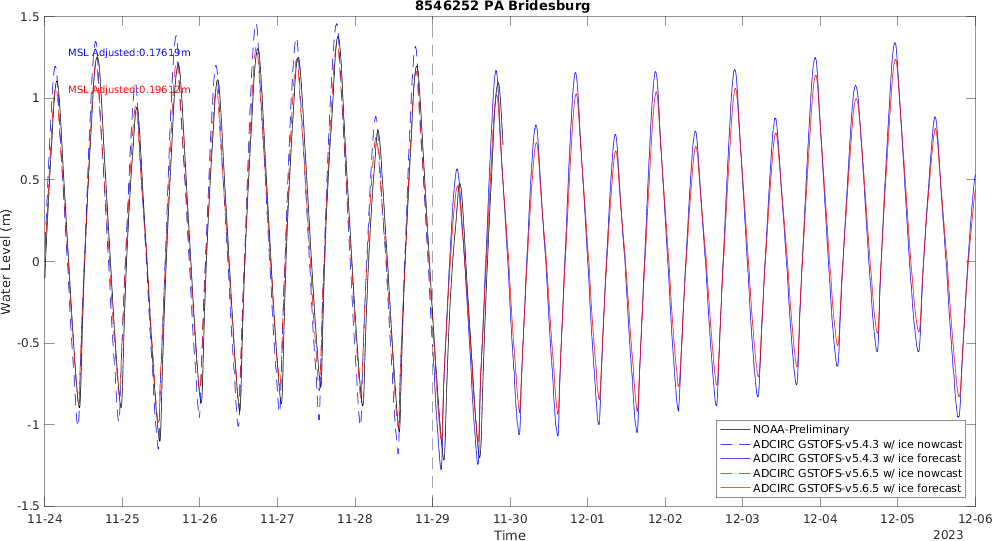 8546252 PA Bridesburg
MSL Adjusted:0.17619m
MSL Adjusted:0.19612m
Water Level (m)
1.5
1
0.5
0
-0.5
-1
-1.5
NOAA-Preliminary
ADCIRC GSTOFS-v5.4.3 w/ ice nowcast
ADCIRC GSTOFS-v5.4.3 w/ ice forecast
ADCIRC GSTOFS-v5.6.5 w/ ice nowcast
ADCIRC GSTOFS-v5.6.5 w/ ice forecast
11-24 11-25 11-26 11-27 11-28 11-29 11-30 12-01 12-02 12-03 12-04 12-05 12-06
Time
2023